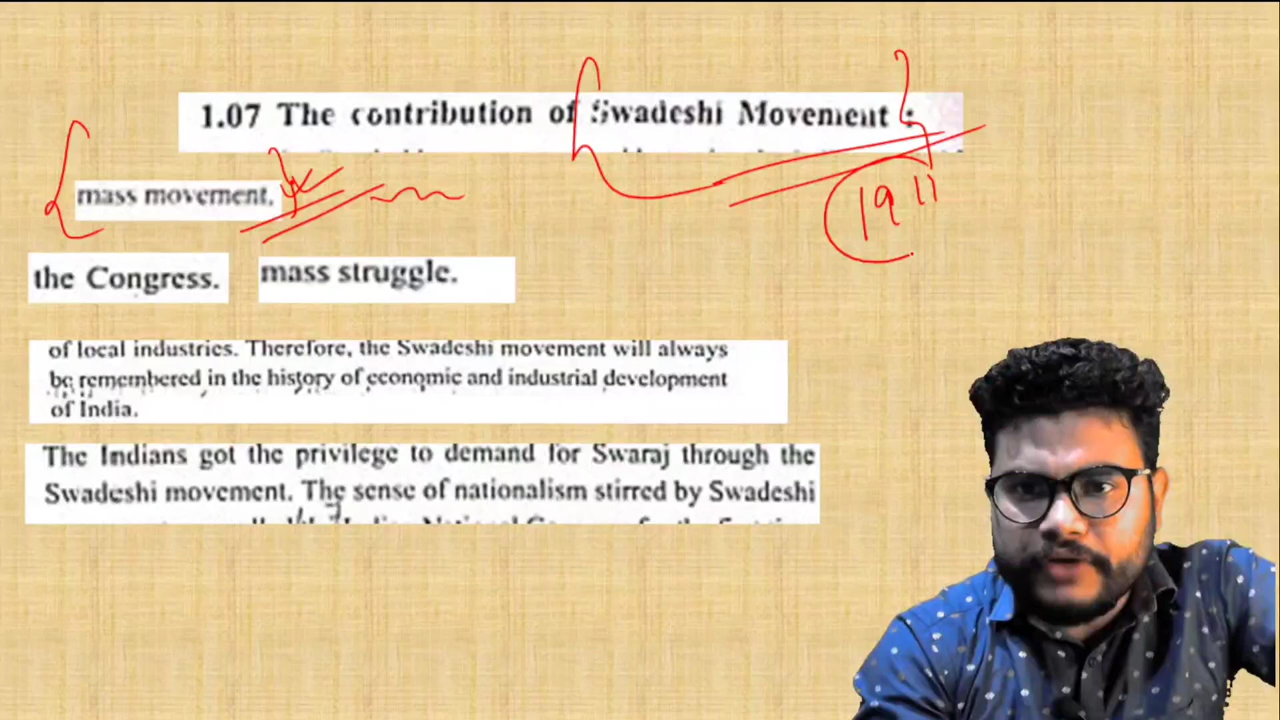 1.07 The contribution of Swadeshi Movement :
1911
mass movement,
the Congress.
mass struggle.
of local industries. Therefore, the Swadeshi movement will always
be remembered in the history of economic and industrial development
of India.
The Indians got the privilege to demand for Swaraj through the
Swadeshi movement. The sense of nationalism stirred by Swadeshi